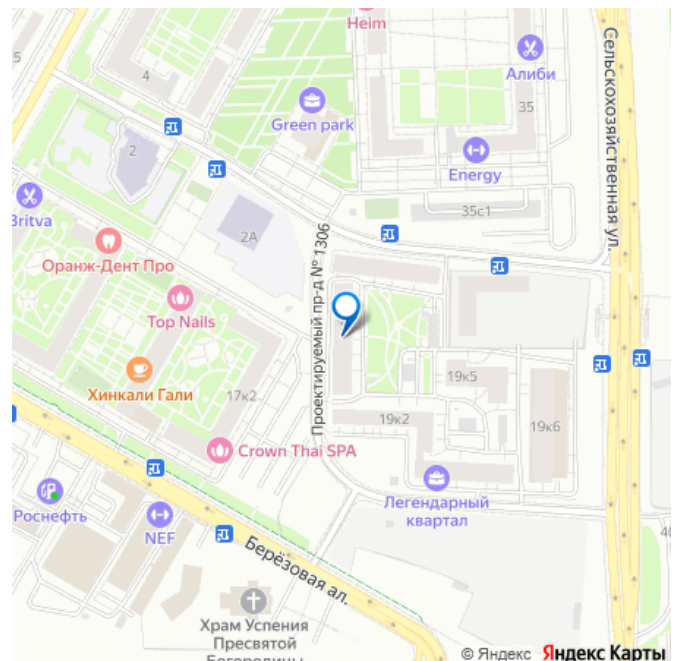 Heim
5
4
Алиби
35
Green park
Сельскохозяйственная ул.
2
Energy
Britva
35с1
2А
Оранж-Дент Про
Проектируемый пр-д № 1306
Top Nails
Хинкали Гали
17к2
19к5
19к2
19к6
Crown Thai SPA
Легендарный
квартал
Роснефть
NEF
Берёзовая ал.
Храм Успения
Пресвятой
Богородицы
© Яндекс Яндекс Карты